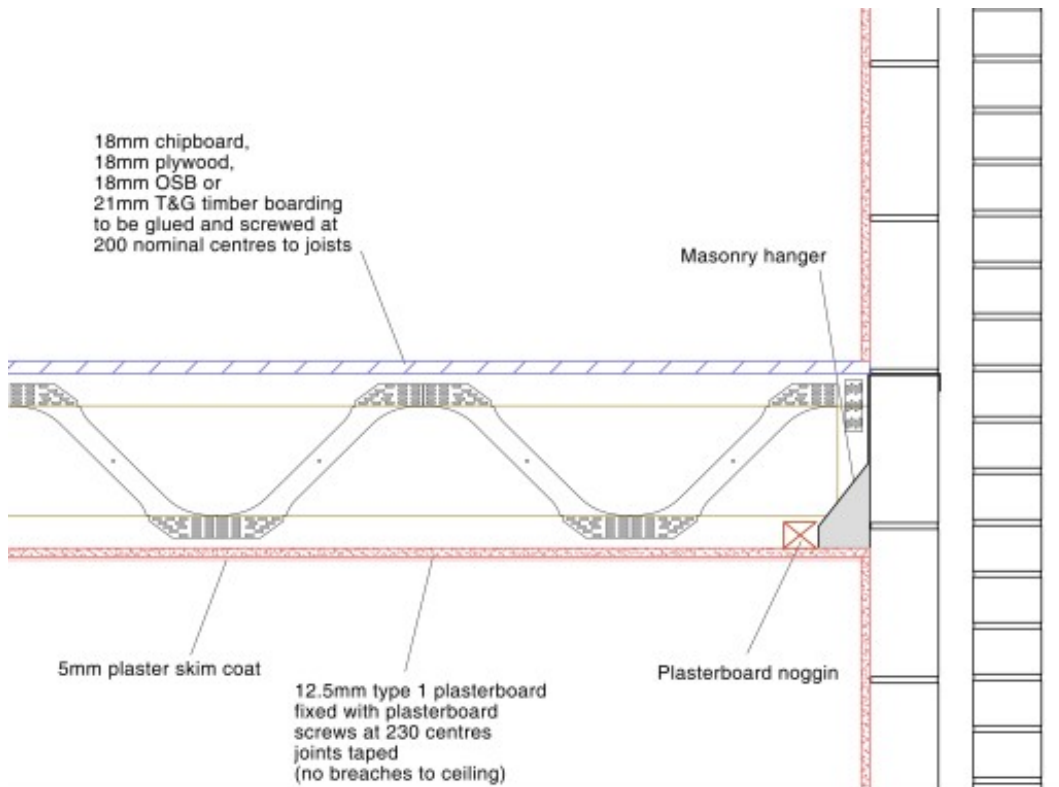 18mm chipboard,
18mm plywood,
18mm OSB or
21mm T&G timber boarding
to be glued and screwed at
200 nominal centres to joists
Masonry hanger
5mm plaster skim coat
12.5mm type 1 plasterboard
fixed with plasterboard
screws at 230 centres
joints taped
(no breaches to ceiling)
Plasterboard noggin